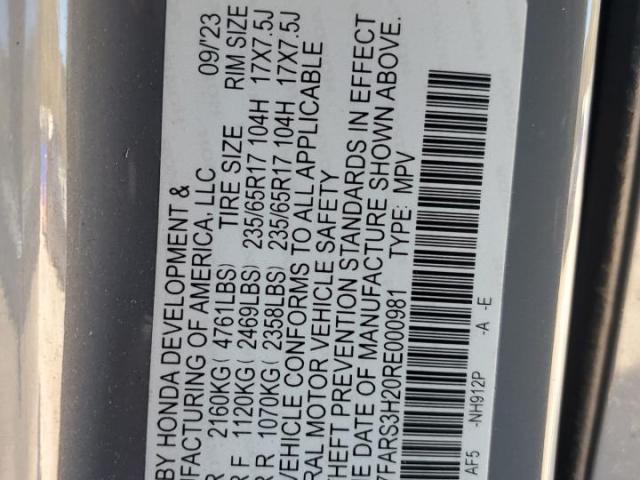 BY HONDA DEVELOPMENT &
FACTURING OF AMERICA, LLC 09/'23
R 2160KG( 4761LBS) TIRE SIZE RIM SIZE
R F 1120KG( 2469LBS) 235/65R17 104H 17X7.5J
R R 1070KG( 2358LBS) 235/65R17 104H 17X7.5J
VEHICLE CONFORMS TO ALL APPLICABLE
RAL MOTOR VEHICLE SAFETY
THEFT PREVENTION STANDARDS IN EFFECT
HE DATE OF MANUFACTURE SHOWN ABOVE.
7FARS3H20RE000981 TYPE: MPV
AF5 -NH912P -A -E